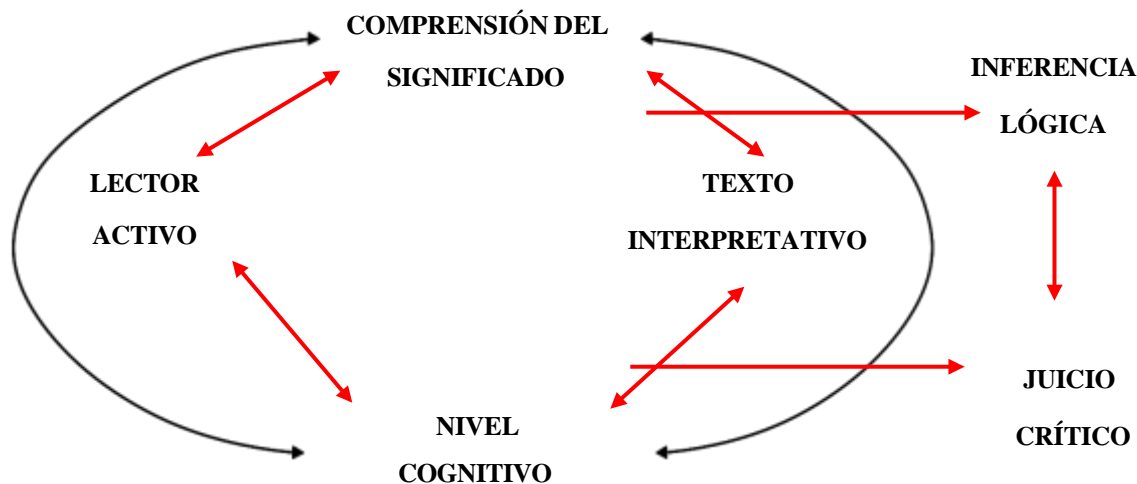 COMPRENSIÓN DEL
SIGNIFICADO
INFERENCIA
LÓGICA
LECTOR
ACTIVO
TEXTO
INTERPRETATIVO
JUICIO
CRÍTICO
NIVEL
COGNITIVO